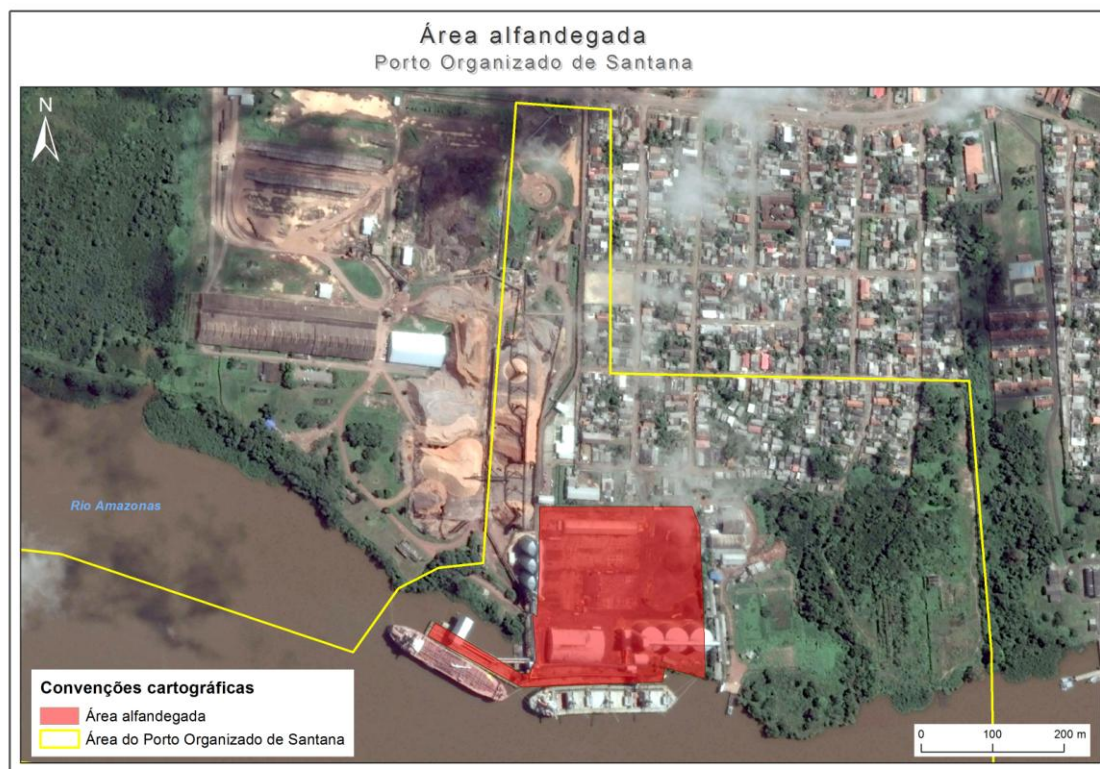 Área alfandegada
Porto Organizado de Santana
N
Rio Amazonas
Convenções cartográficas
Área alfandegada
Área do Porto Organizado de Santana
0 100 200 m